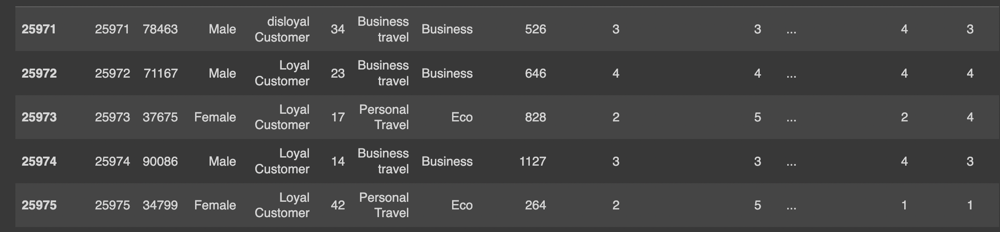 25971 25971 78463 Male disloyal Customer 34 Business travel Business 526 3 3 ... 4 3
25972 25972 71167 Male Loyal Customer 23 Business travel Business 646 4 4 ... 4 4
25973 25973 37675 Female Loyal Customer 17 Personal Travel Eco 828 2 5 ... 2 4
25974 25974 90086 Male Loyal Customer 14 Business travel Business 1127 3 3 ... 4 3
25975 25975 34799 Female Loyal Customer 42 Personal Travel Eco 264 2 5 ... 1 1